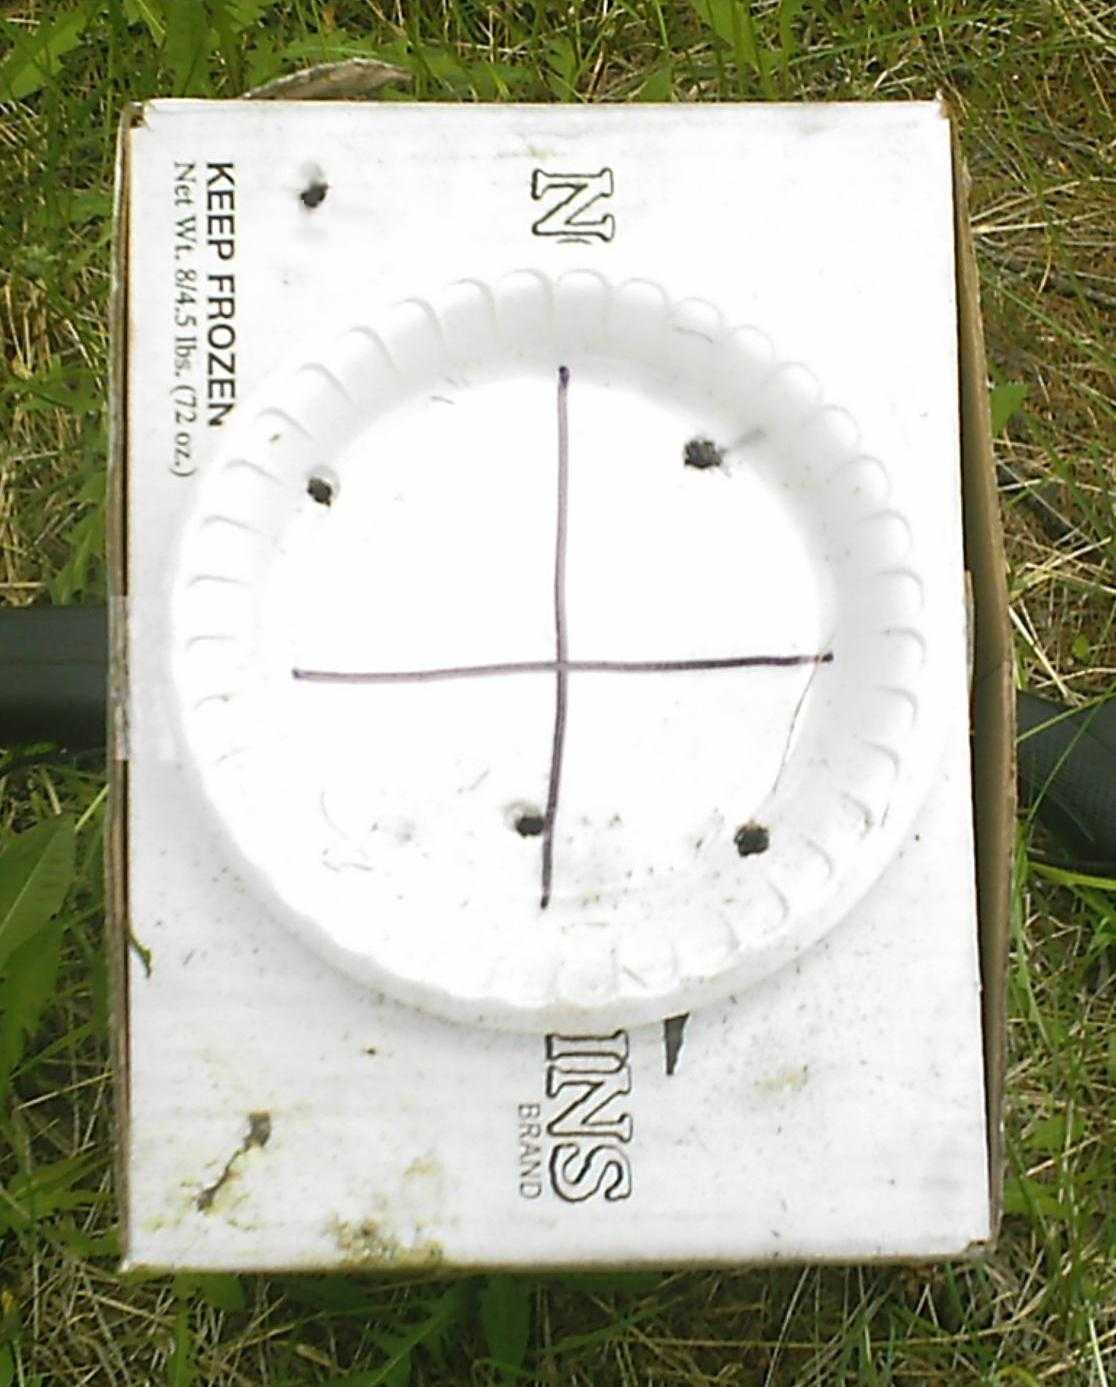 KEEP FROZEN
Net Wt. 8/4.5 lbs. (72 oz.)
N
INS
BRAND